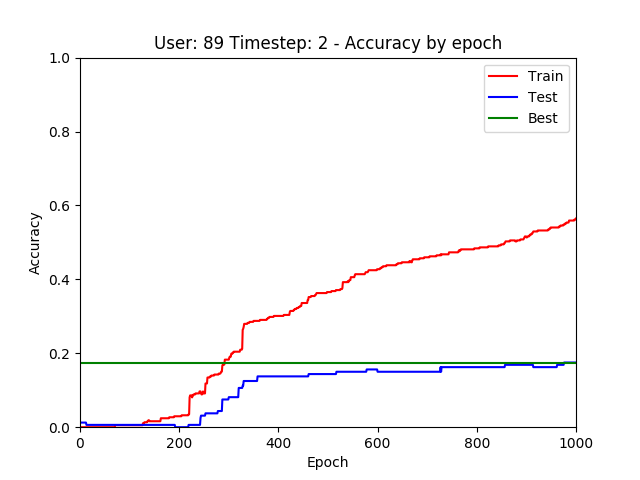 User: 89 Timestep: 2 - Accuracy by epoch
Train
Test
Best
1.0
0.8
0.6
0.4
0.2
0.0
Accuracy
0 200 400 600 800 1000
Epoch